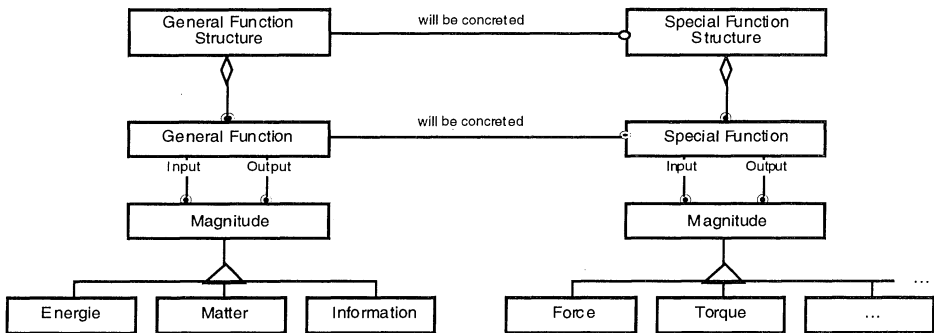 General Function
Structure
will be concreted
Special Function
Structure
General Function
will be concreted
Special Function
Input
Output
Input
Output
Magnitude
Magnitude
...
Energie
Matter
Information
Force
Torque
...